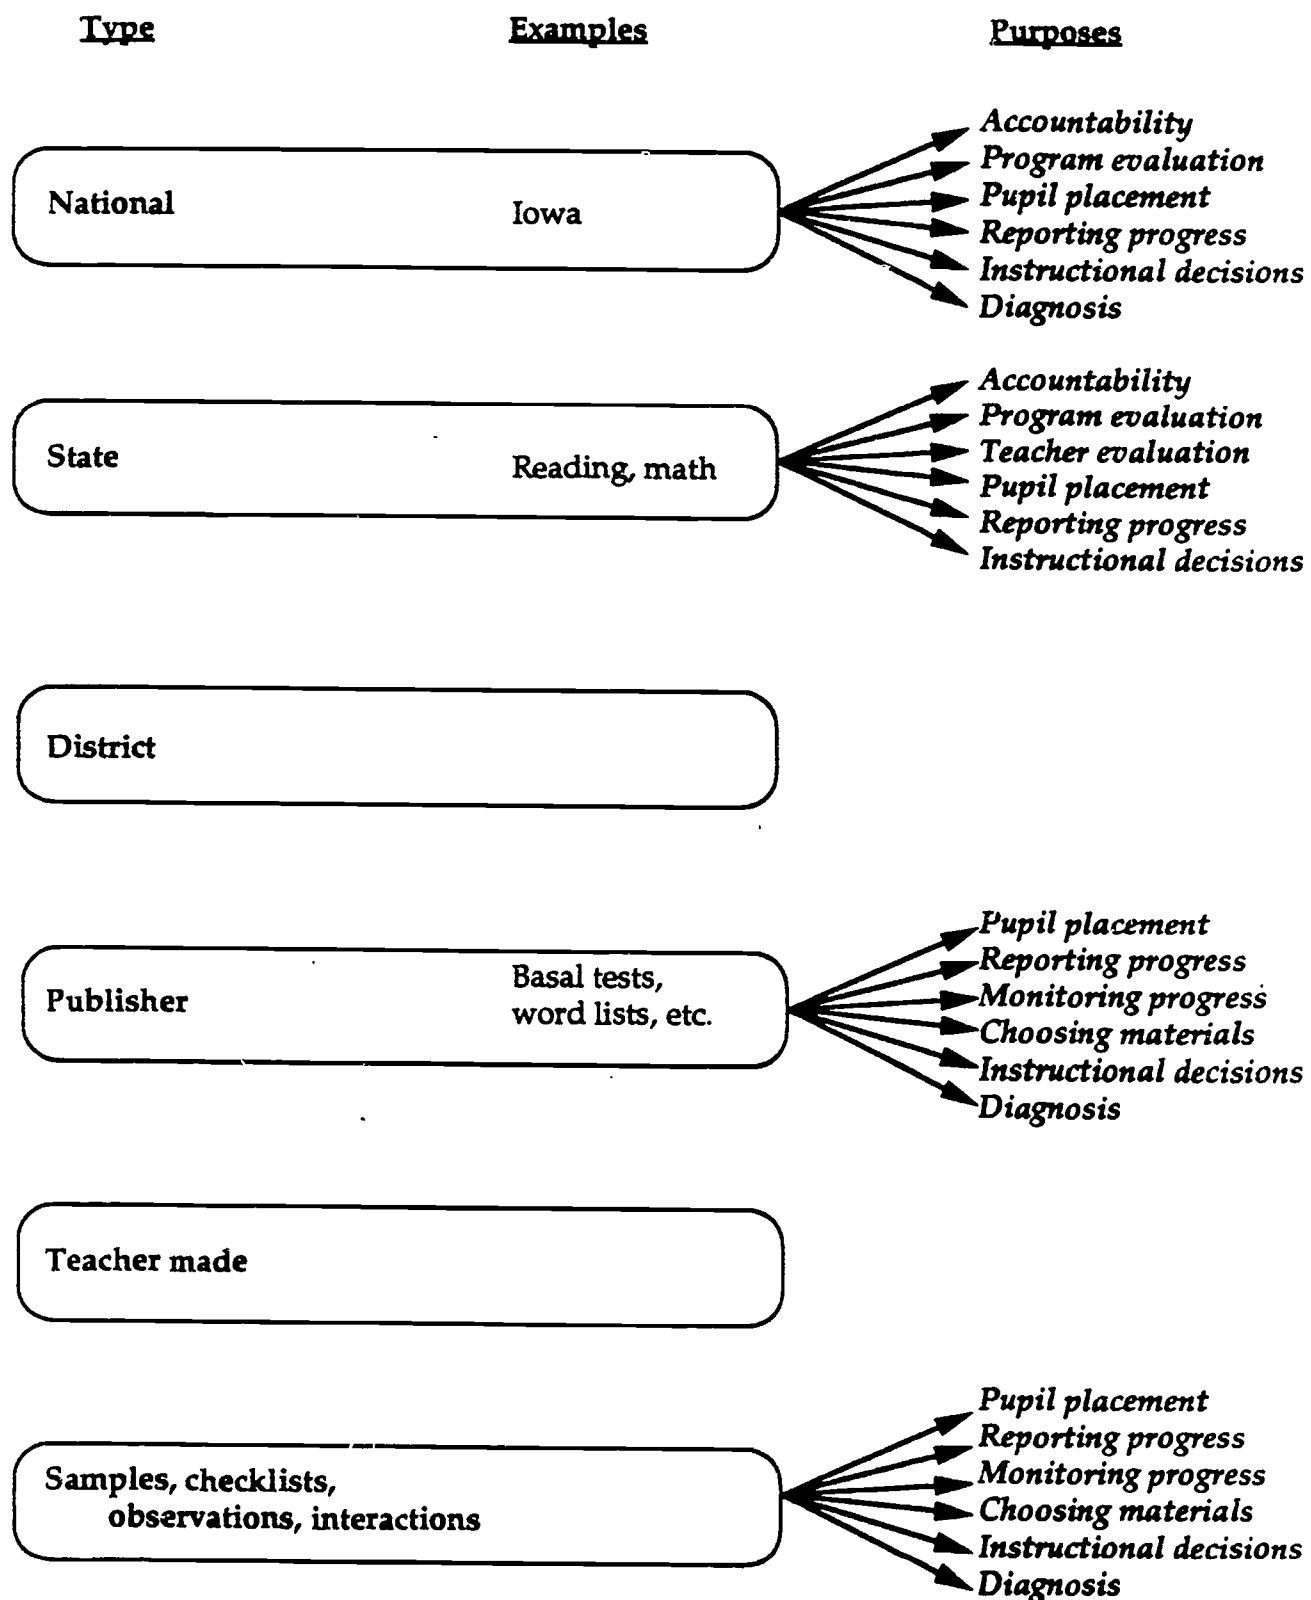 Type Examples Purposes
Accountability
Program evaluation
National Iowa Pupil placement
Reporting progress
Instructional decisions
Diagnosis
Accountability
Program evaluation
State Reading, math Teacher evaluation
Pupil placement
Reporting progress
Instructional decisions
District
Pupil placement
Basal tests, Reporting progress
Publisher word lists, etc. Monitoring progress
Choosing materials
Instructional decisions
Diagnosis
Teacher made
Pupil placement
Reporting progress
Samples, checklists, Monitoring progress
observations, interactions Choosing materials
Instructional decisions
Diagnosis